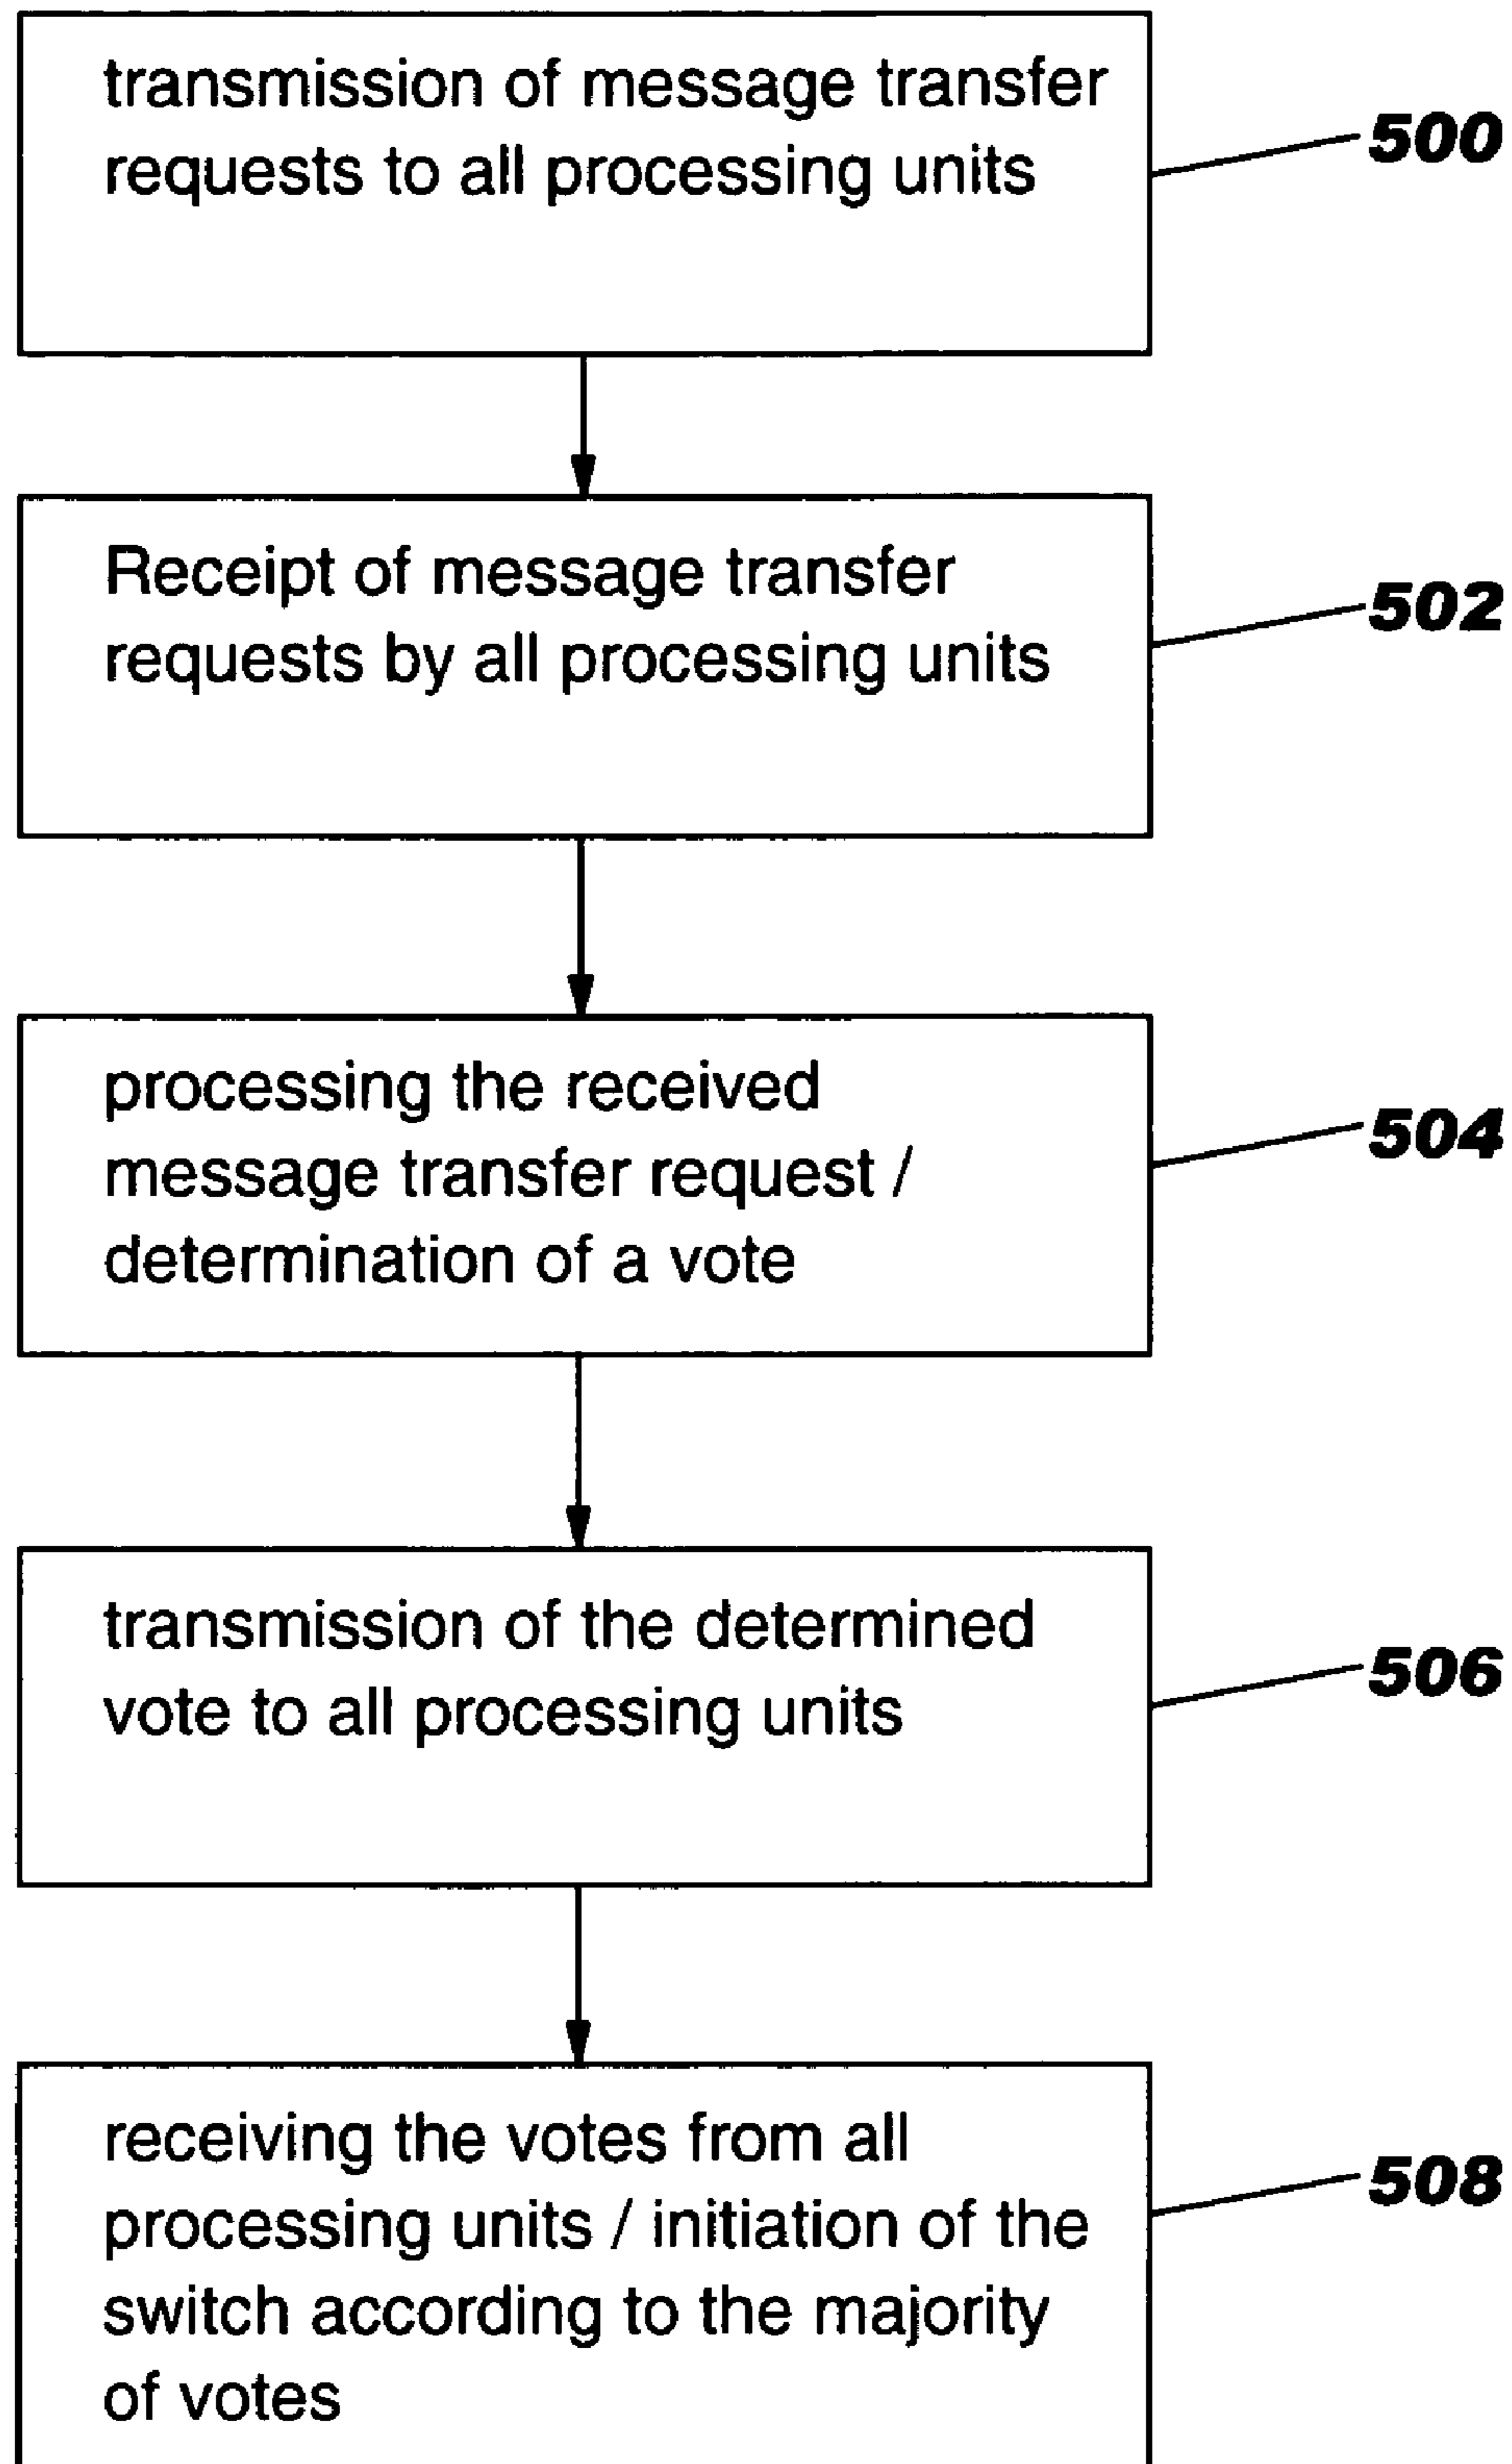 transmission of message transfer
requests to all processing units
500
Receipt of message transfer
requests by all processing units
502
processing the received
message transfer request /
determination of a vote
504
transmission of the determined
vote to all processing units
506
receiving the votes from all
processing units / initiation of the
switch according to the majority
of votes
508